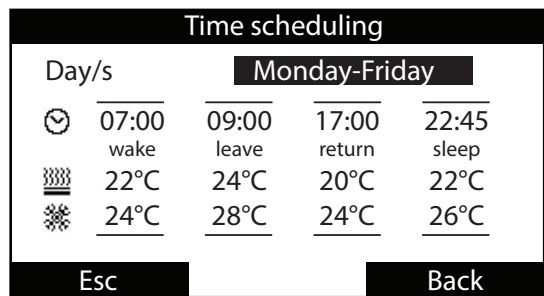 Time scheduling
Day/s Monday-Friday
07:00 09:00 17:00 22:45
wake leave return sleep
22°C 24°C 20°C 22°C
24°C 28°C 24°C 26°C
Esc Back